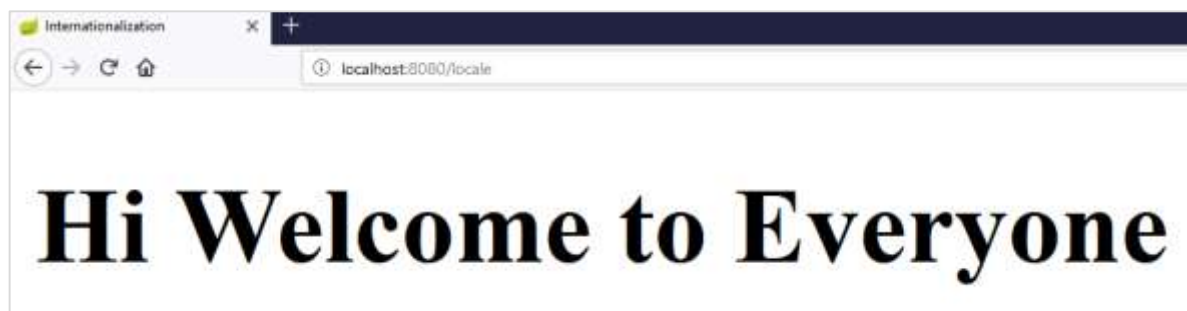 Internationalization
localhost:8080/locale
Hi Welcome to Everyone